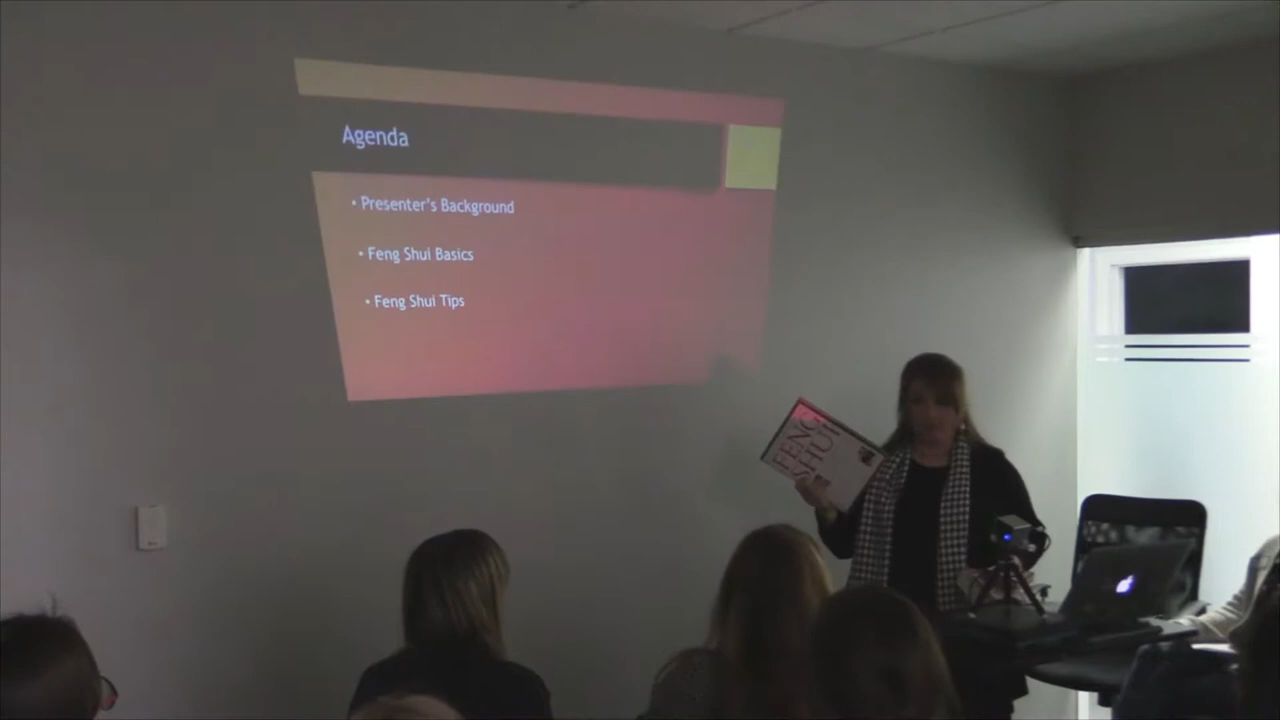 Agenda
• Presenter's Background
• Feng Shui Basics
• Feng Shui Tips
FENG
SHUI